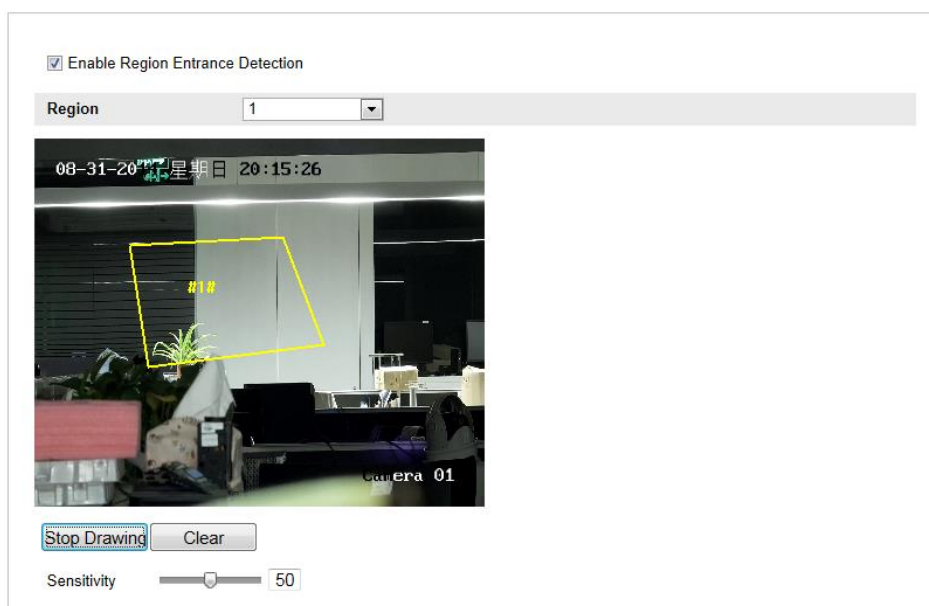 Enable Region Entrance Detection
Region 1
08-31-20 星期日 20:15:26
#1#
Camera 01
Stop Drawing Clear
Sensitivity 50